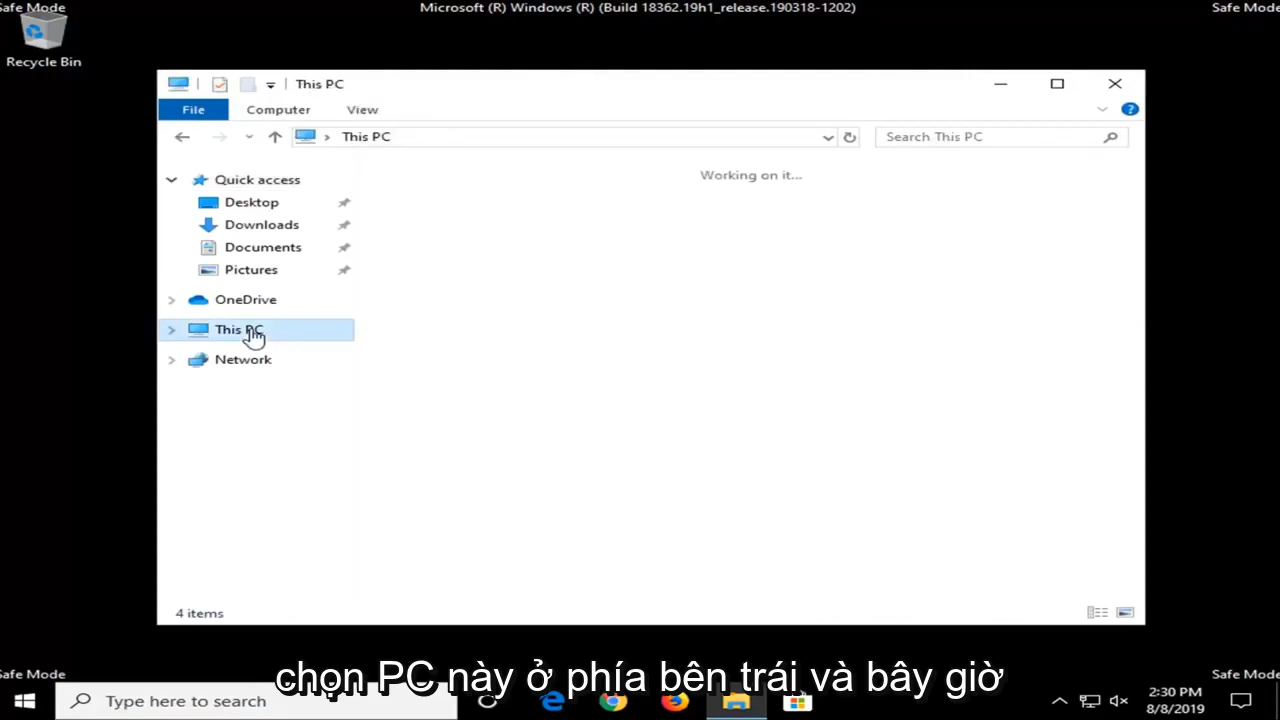 Safe Mode
Microsoft (R) Windows (R) (Build 18362.19h1_release.190318-1202)
Safe Mode
Recycle Bin
This PC
File
Computer
View
This PC
Search This PC
Working on it...
Quick access
Desktop
Downloads
Documents
Pictures
OneDrive
This PC
Network
4 items
Safe Mode
Safe Mode
chọn PC này ở phía bên trái và bây giờ
Type here to search
2:30 PM
8/8/2019